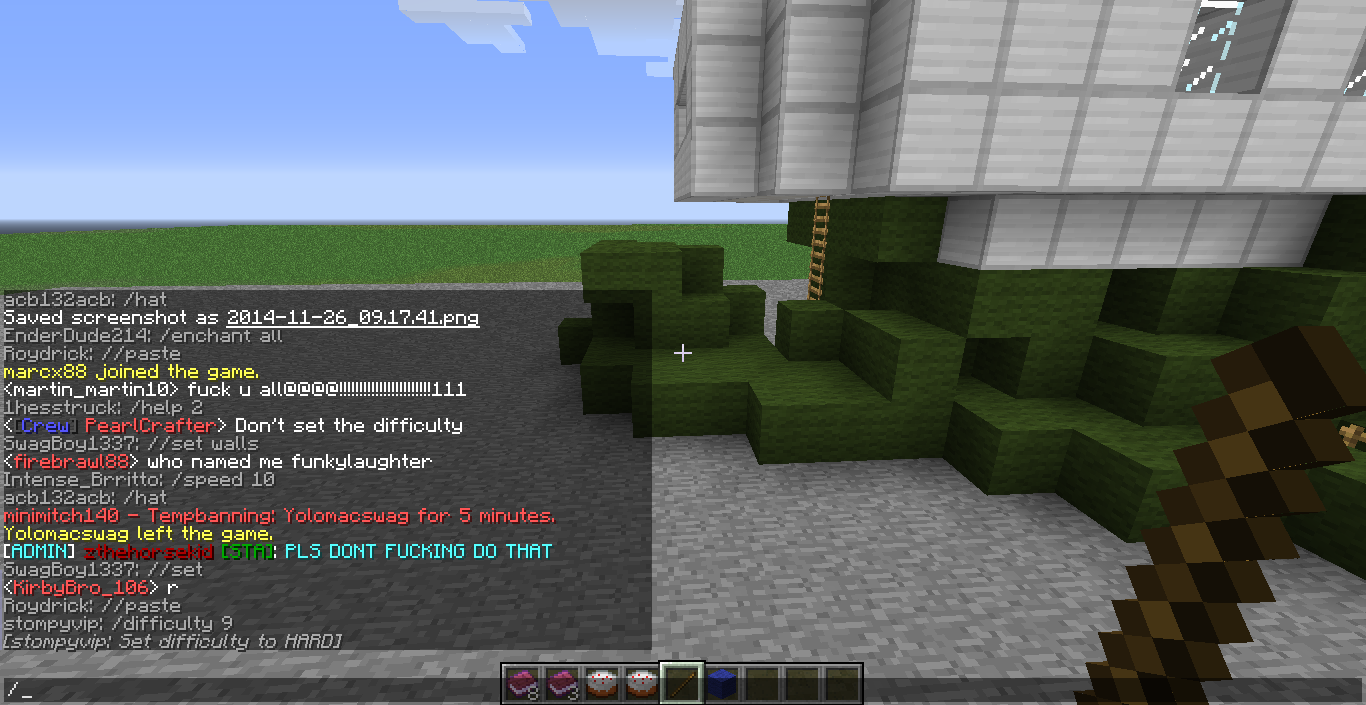 acb132acb: /hat
Saved screenshot as 2014-11-26_09.17.41.png
EnderDude214: /enchant all
Roydrick: //paste
marcx88 joined the game.
<martin_martin10> fuck u all@@@@!!!!!!!!!!!!!!!!!!!!!!!111
1hesstruck: /help 2
<[Crew] PearlCrafter> Don't set the difficulty
SwagBoy1337: //set walls
<firebrawl88> who named me funkylaughter
Intense_Brritto: /speed 10
acb132acb: /hat
minimitch140 - Tempbanning: Yolomacswag for 5 minutes.
Yolomacswag left the game.
[ADMIN] zthehorsekid [STA]: PLS DONT FUCKING DO THAT
SwagBoy1337: //set
<KirbyBro_106> r
Roydrick: //paste
stompyvip: /difficulty 9
[stompyvip: Set difficulty to HARD]
/_
8
3